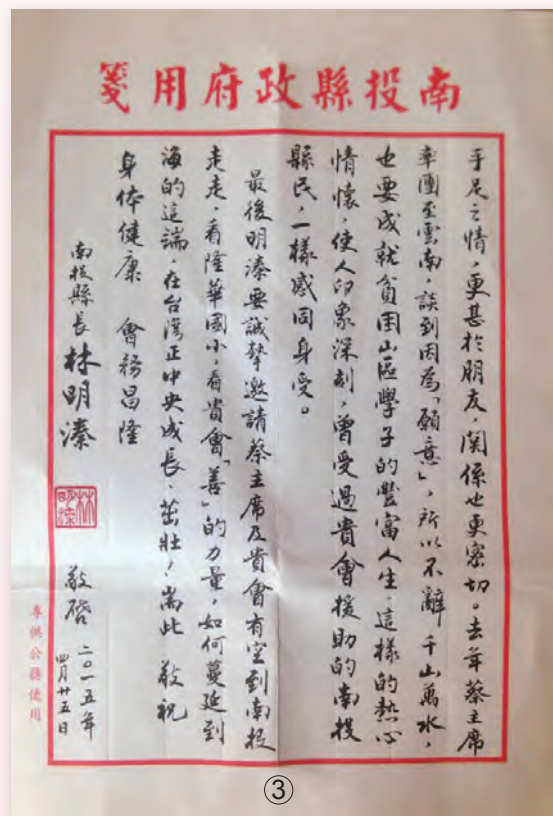 南投縣政府用箋
手足之情，更甚於朋友，関係也更密切。去年蔡主席
率團至雲南，談到因為「願意」，所以不辭千山萬水，
也要成就貧困山區學子的豐富人生，這樣的熱心
情懷，使人印象深刻，曾受過貴會援助的南投
縣民，一樣感同身受。
最後明溱要誠摯邀請蔡主席及貴會有空到南投
走走，看隆華國小，看貴會「善」的力量，如何蔓延到
海的這端，在台灣正中央成長，茁壯！耑此 敬祝
身体健康 會務昌隆
南投縣長 林明溱
林明溱
敬啓 二〇一五年
四月廿五日
專供公務使用
③